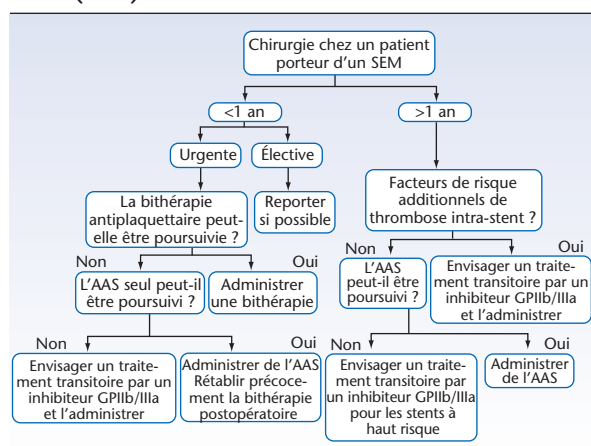 Chirurgie chez un patient
porteur d'un SEM
<1 an
>1 an
Urgente
Élective
La bithérapie
antiplaquettaire peut-
elle être poursuivie ?
Reporter
si possible
Facteurs de risque
additionnels de
thrombose intra-stent ?
Non
Oui
Non
Oui
L'AAS seul peut-il
être poursuivi ?
Administrer
une bithérapie
L'AAS
peut-il être
poursuivi ?
Envisager un traite-
ment transitoire par un
inhibiteur GPIIb/IIIa
et l'administrer
Non
Oui
Non
Oui
Envisager un traite-
ment transitoire par un
inhibiteur GPIIb/IIIa
et l'administrer
Administrer de l'AAS
Rétablir précoce-
ment la bithérapie
postopératoire
Envisager un traite-
ment transitoire par
un inhibiteur GPIIb/IIIa
pour les stents à
haut risque
Administrer
de l'AAS